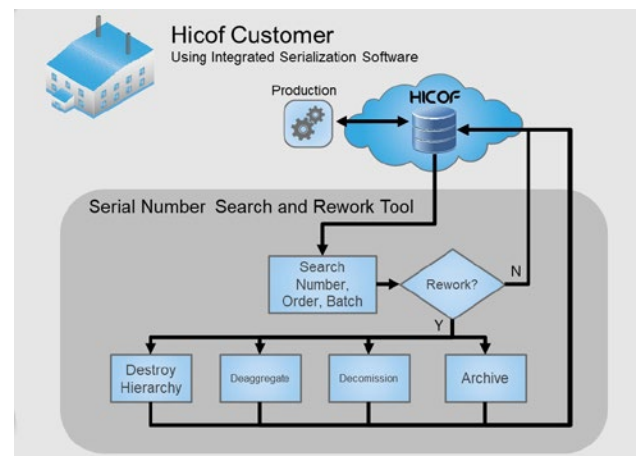 Hicof Customer
Using Integrated Serialization Software
Production
HICOF
Serial Number Search and Rework Tool
Search
Number,
Order, Batch
Rework?
N
Y
Destroy
Hierarchy
Deaggregate
Decomission
Archive